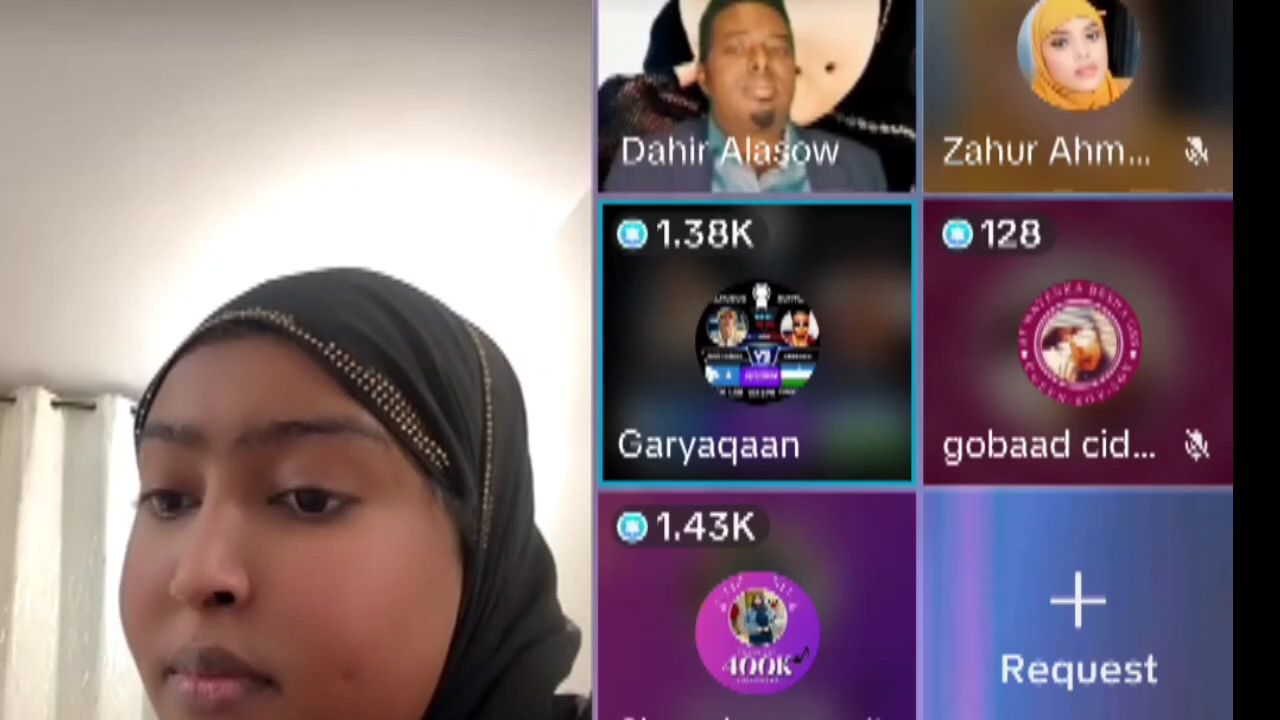 Dahir Alasow
Zahur Ahm...
1.38K
128
Garyaqaan
gobaad cid...
1.43K
400K
Request